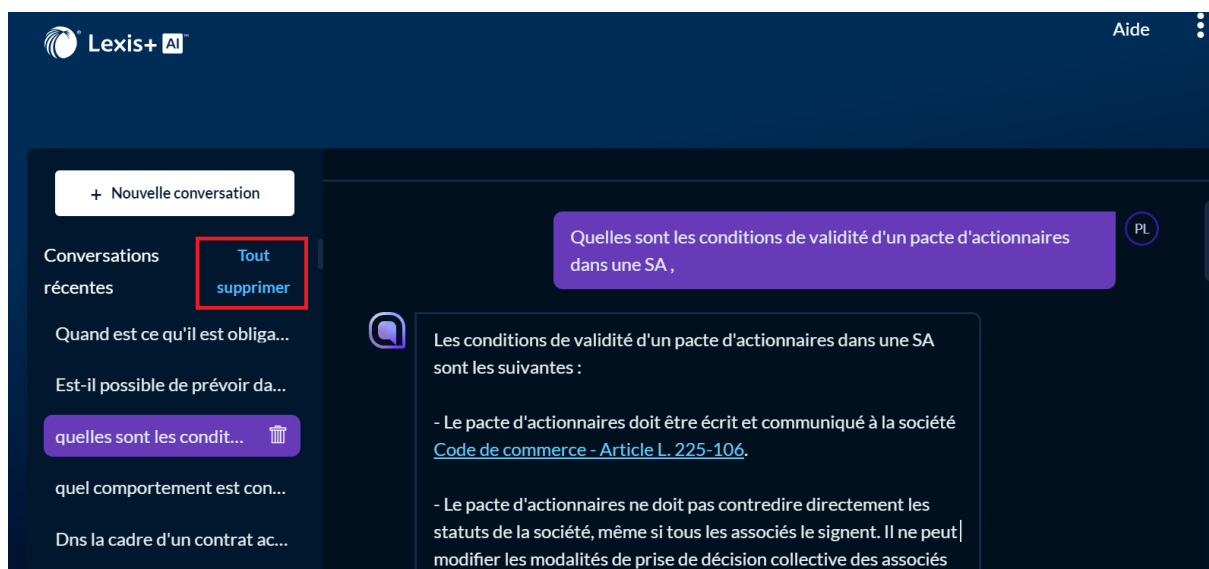 Lexis+ AI™
Aide
+ Nouvelle conversation
Conversations récentes
Tout supprimer
Quand est ce qu'il est obliga...
Est-il possible de prévoir da...
quelles sont les condit...
quel comportement est con...
Dns la cadre d'un contrat ac...
Quelles sont les conditions de validité d'un pacte d'actionnaires
dans une SA ,
PL
Les conditions de validité d'un pacte d'actionnaires dans une SA
sont les suivantes :
- Le pacte d'actionnaires doit être écrit et communiqué à la société
Code de commerce - Article L. 225-106.
- Le pacte d'actionnaires ne doit pas contredire directement les
statuts de la société, même si tous les associés le signent. Il ne peut
modifier les modalités de prise de décision collective des associés